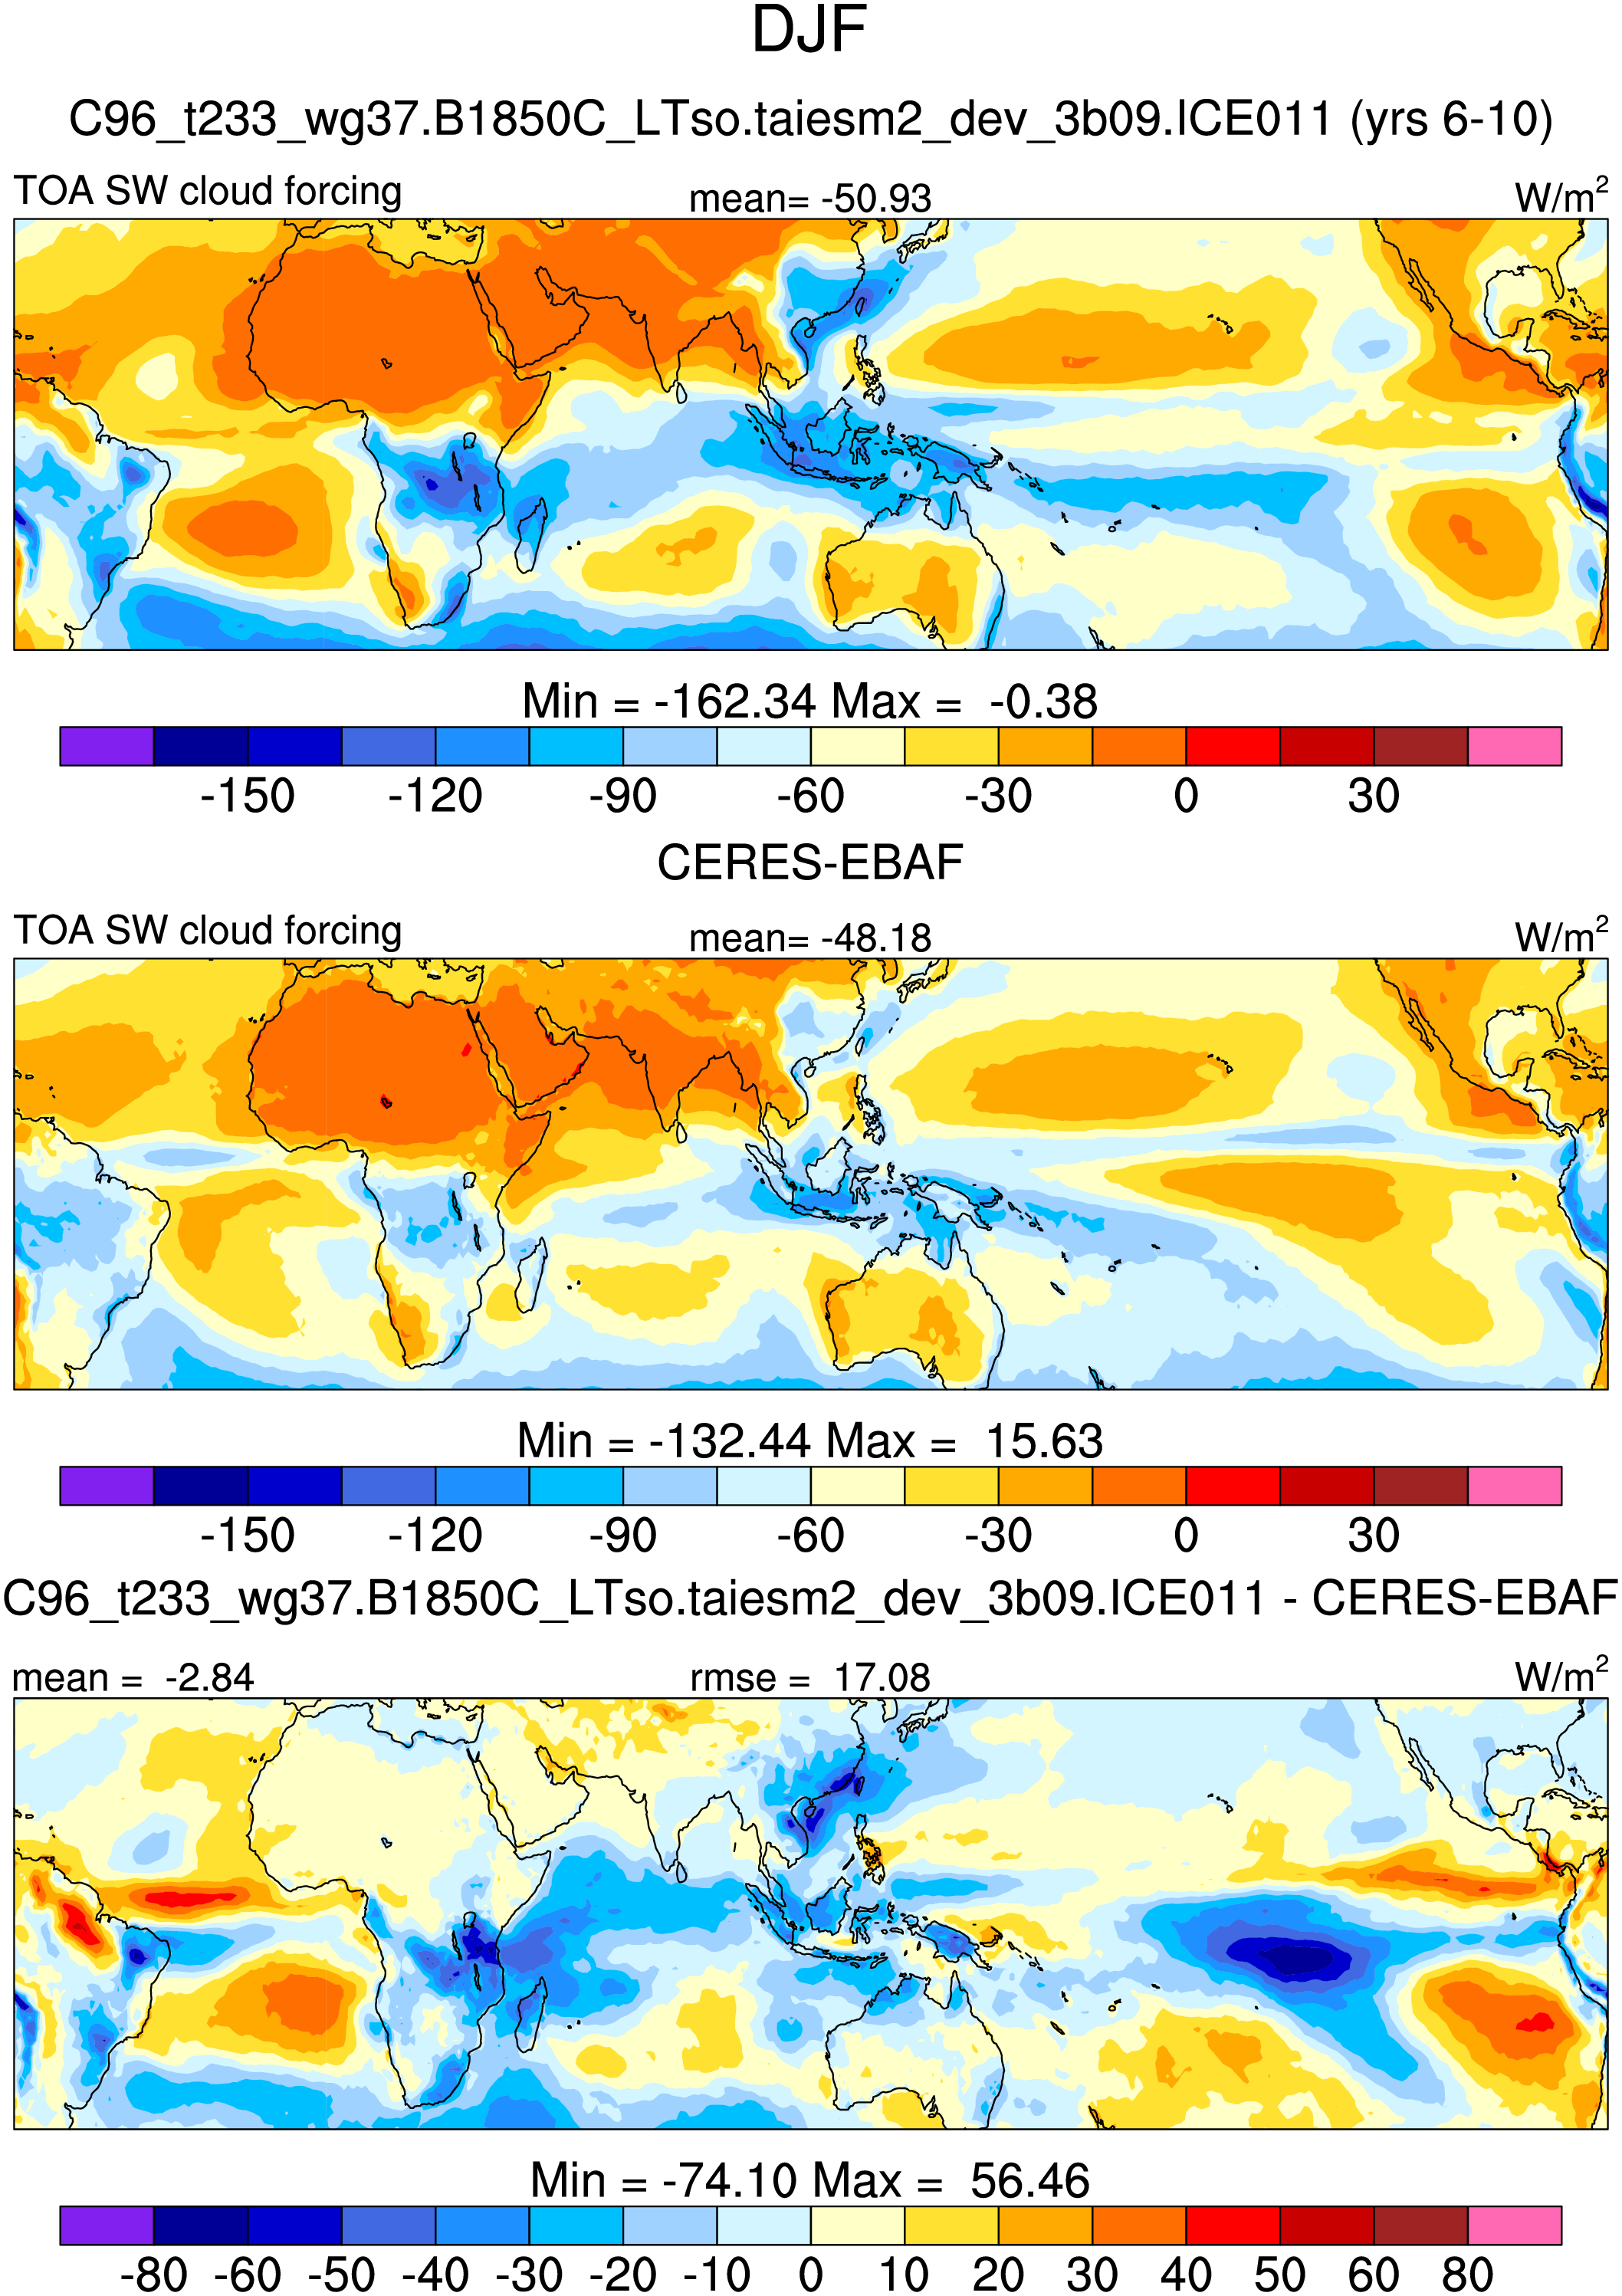 DJF
C96_t233_wg37.B1850C_LTso.taiesm2_dev_3b09.ICE011 (yrs 6-10)
TOA SW cloud forcing mean= -50.93 W/m²
Min = -162.34 Max = -0.38
-150 -120 -90 -60 -30 0 30
CERES-EBAF
TOA SW cloud forcing mean= -48.18 W/m²
Min = -132.44 Max = 15.63
-150 -120 -90 -60 -30 0 30
C96_t233_wg37.B1850C_LTso.taiesm2_dev_3b09.ICE011 - CERES-EBAF
mean = -2.84 rmse = 17.08 W/m²
Min = -74.10 Max = 56.46
-80 -60 -50 -40 -30 -20 -10 0 10 20 30 40 50 60 80